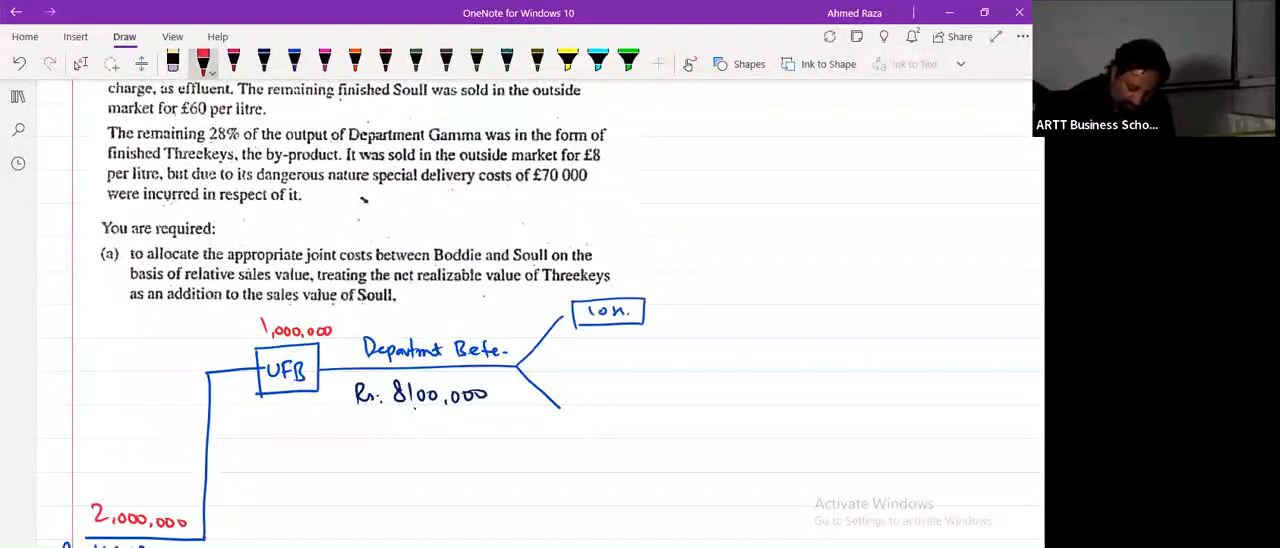 OneNote for Windows 10
Ahmed Raza
Home Insert Draw View Help
Share
Shapes Ink to Shape Ink to Text
charge, as effluent. The remaining finished Soull was sold in the outside
market for £60 per litre.
The remaining 28% of the output of Department Gamma was in the form of
finished Threekeys, the by-product. It was sold in the outside market for £8
per litre, but due to its dangerous nature special delivery costs of £70 000
were incurred in respect of it.
You are required:
(a) to allocate the appropriate joint costs between Boddie and Soull on the
basis of relative sales value, treating the net realizable value of Threekeys
as an addition to the sales value of Soull,
1,000,000
UFB
Department Bete.
Rs: 8100,000
2,000,000
ARTT Business Scho...
Activate Windows
Go to Settings to activate Windows